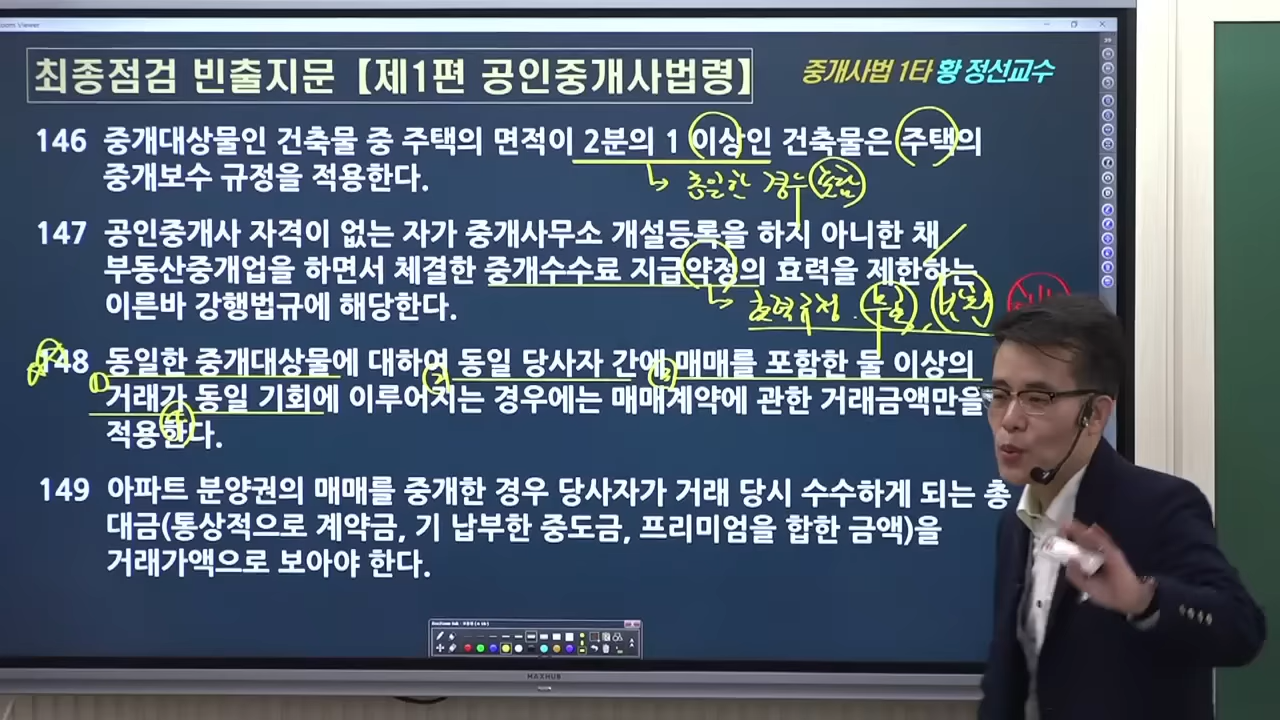 최종점검 빈출지문 【제1편 공인중개사법령】
중개사법 1타 황 정선교수
146 중개대상물인 건축물 중 주택의 면적이 2분의 1 이상인 건축물은 주택의
중개보수 규정을 적용한다.
동일한 경우 포함
147 공인중개사 자격이 없는 자가 중개사무소 개설등록을 하지 아니한 채
부동산중개업을 하면서 체결한 중개수수료 지급약정의 효력을 제한하는
이른바 강행법규에 해당한다.
효력규정. 무효,
148 동일한 중개대상물에 대하여 동일 당사자 간에 매매를 포함한 둘 이상의
① ② ③
거래가 동일 기회에 이루어지는 경우에는 매매계약에 관한 거래금액만을
④
적용한다.
149 아파트 분양권의 매매를 중개한 경우 당사자가 거래 당시 수수하게 되는 총
대금(통상적으로 계약금, 기 납부한 중도금, 프리미엄을 합한 금액)을
거래가액으로 보아야 한다.
MAXHUB